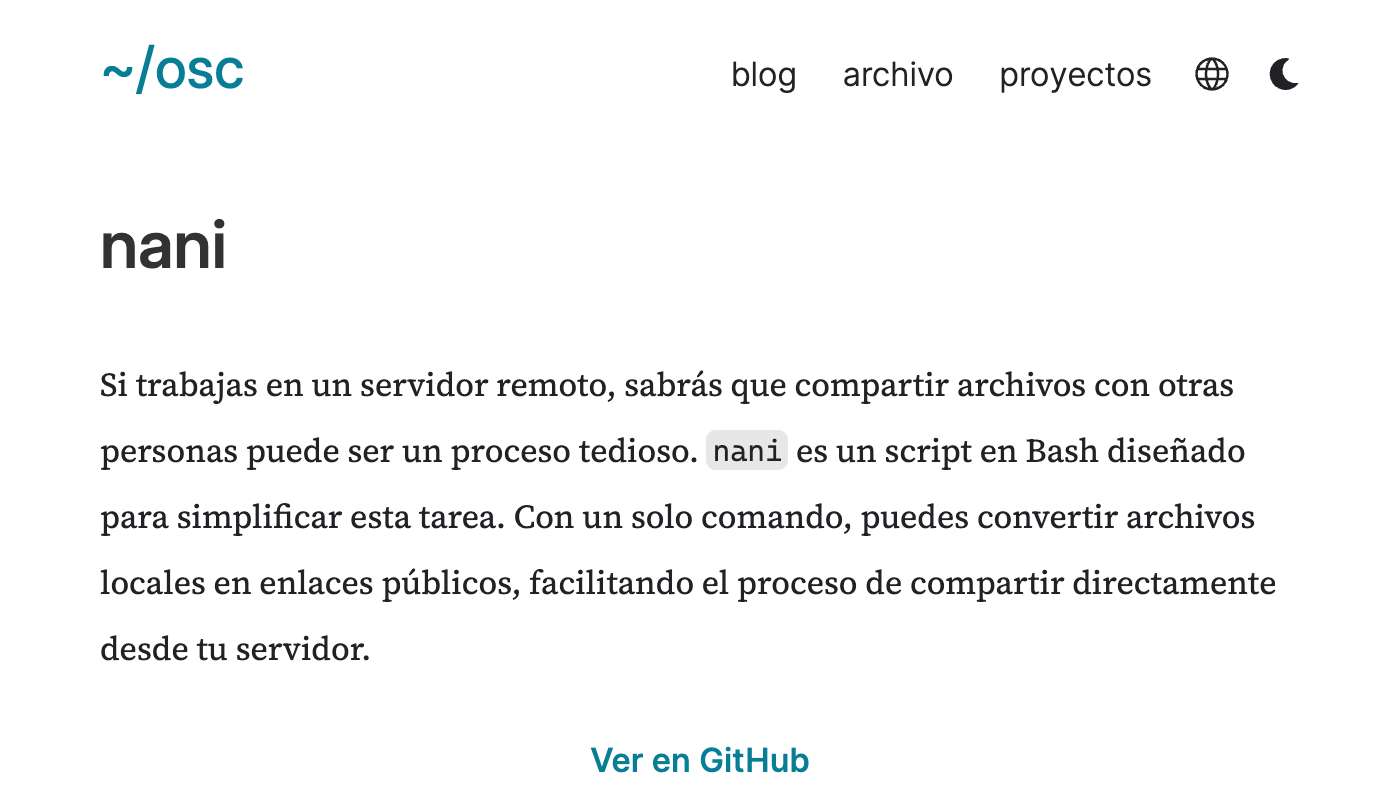 ~/osc
blog archivo proyectos
nani
Si trabajas en un servidor remoto, sabrás que compartir archivos con otras
personas puede ser un proceso tedioso. nani es un script en Bash diseñado
para simplificar esta tarea. Con un solo comando, puedes convertir archivos
locales en enlaces públicos, facilitando el proceso de compartir directamente
desde tu servidor.
Ver en GitHub